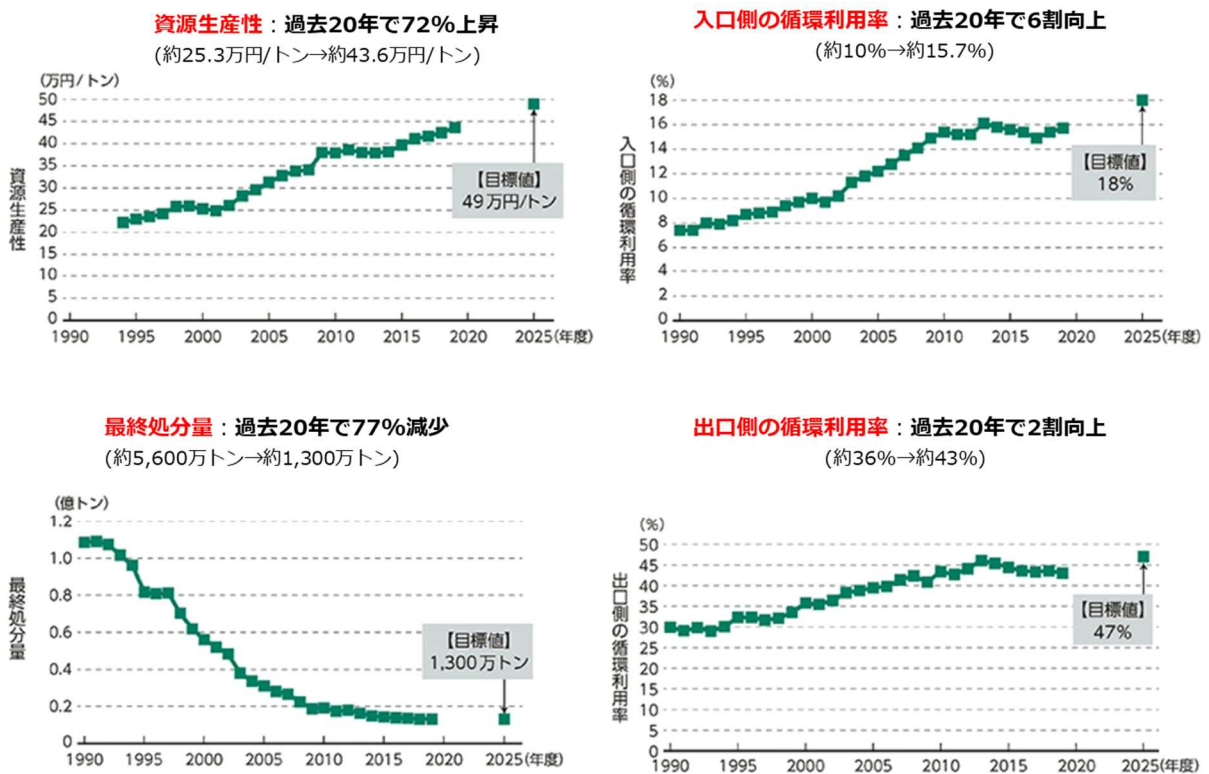 資源生産性：過去20年で72%上昇
(約25.3万円/トン→約43.6万円/トン)
(万円/トン)
50
45
40
35
30
25
20
15
10
5
0
資源生産性
【目標値】
49万円/トン
1990 1995 2000 2005 2010 2015 2020 2025(年度)
入口側の循環利用率：過去20年で6割向上
(約10%→約15.7%)
(%)
18
16
14
12
10
8
6
4
2
0
入口側の循環利用率
【目標値】
18%
1990 1995 2000 2005 2010 2015 2020 2025(年度)
最終処分量：過去20年で77%減少
(約5,600万トン→約1,300万トン)
(億トン)
1.2
1.0
0.8
0.6
0.4
0.2
0
最終処分量
【目標値】
1,300万トン
1990 1995 2000 2005 2010 2015 2020 2025(年度)
出口側の循環利用率：過去20年で2割向上
(約36%→約43%)
(%)
50
45
40
35
30
25
20
15
10
5
0
出口側の循環利用率
【目標値】
47%
1990 1995 2000 2005 2010 2015 2020 2025(年度)